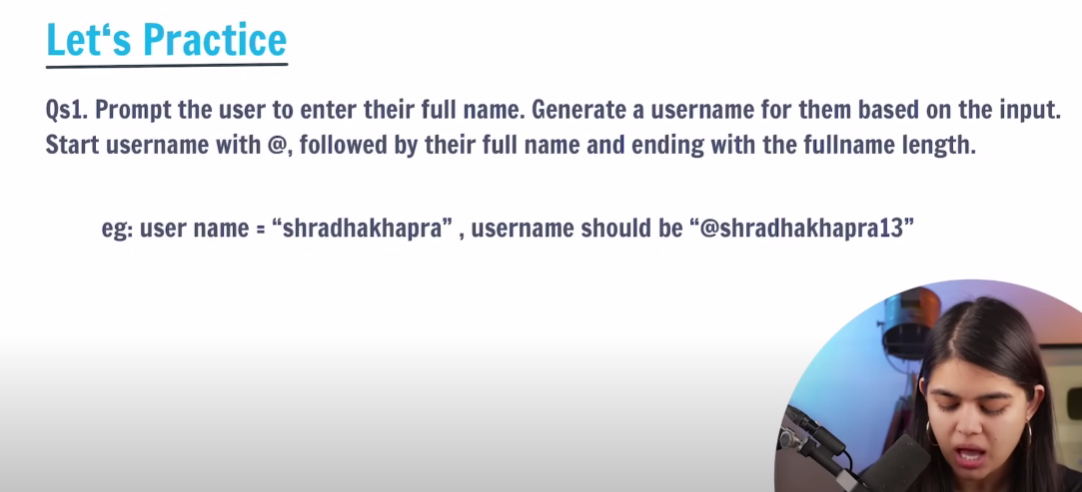 Let‘s Practice
Qs1. Prompt the user to enter their full name. Generate a username for them based on the input.
Start username with @, followed by their full name and ending with the fullname length.
eg: user name = “shradhakhapra” , username should be “@shradhakhapra13”